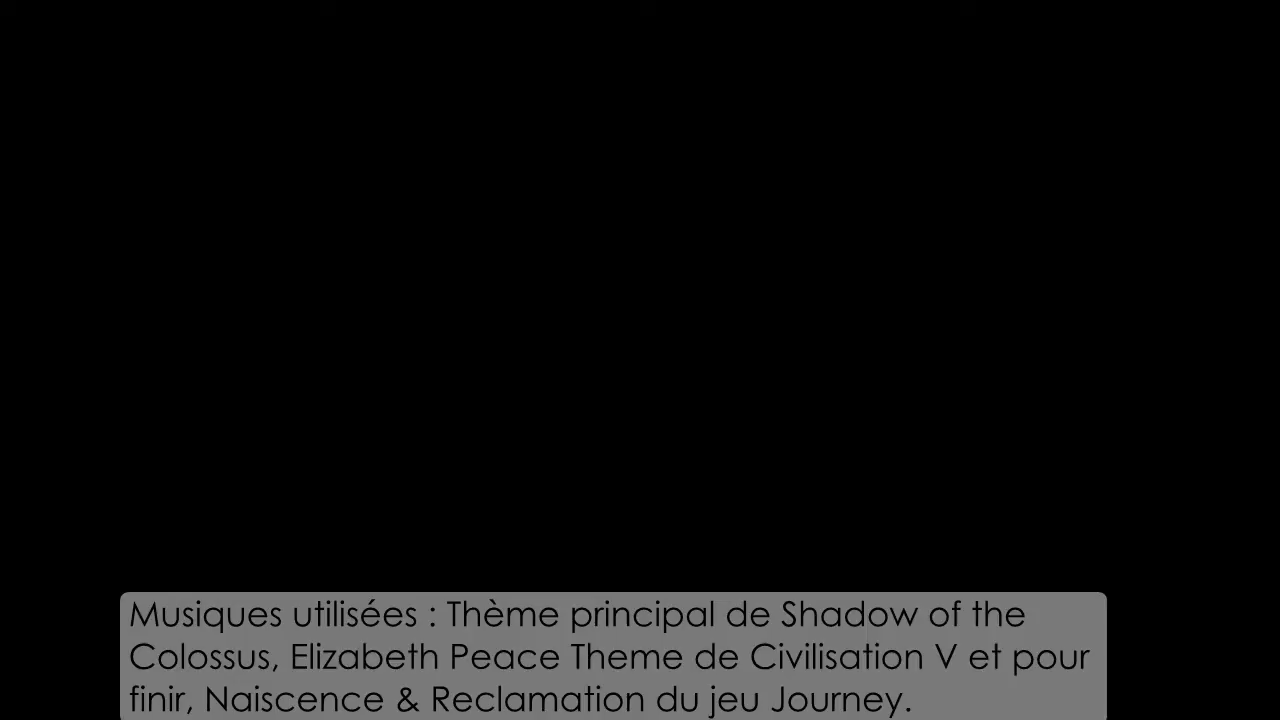 Musiques utilisées : Thème principal de Shadow of the
Colossus, Elizabeth Peace Theme de Civilisation V et pour
finir, Naiscence & Reclamation du jeu Journey.